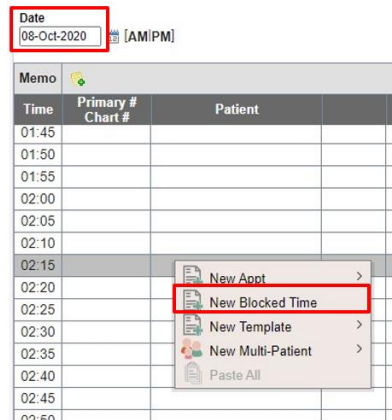 Date
08-Oct-2020 [AM|PM]
Memo
Time Primary # Chart # Patient
01:45
01:50
01:55
02:00
02:05
02:10
02:15
New Appt
02:20
New Blocked Time
02:25
New Template
02:30
New Multi-Patient
02:35
Paste All
02:40
02:45
02:50